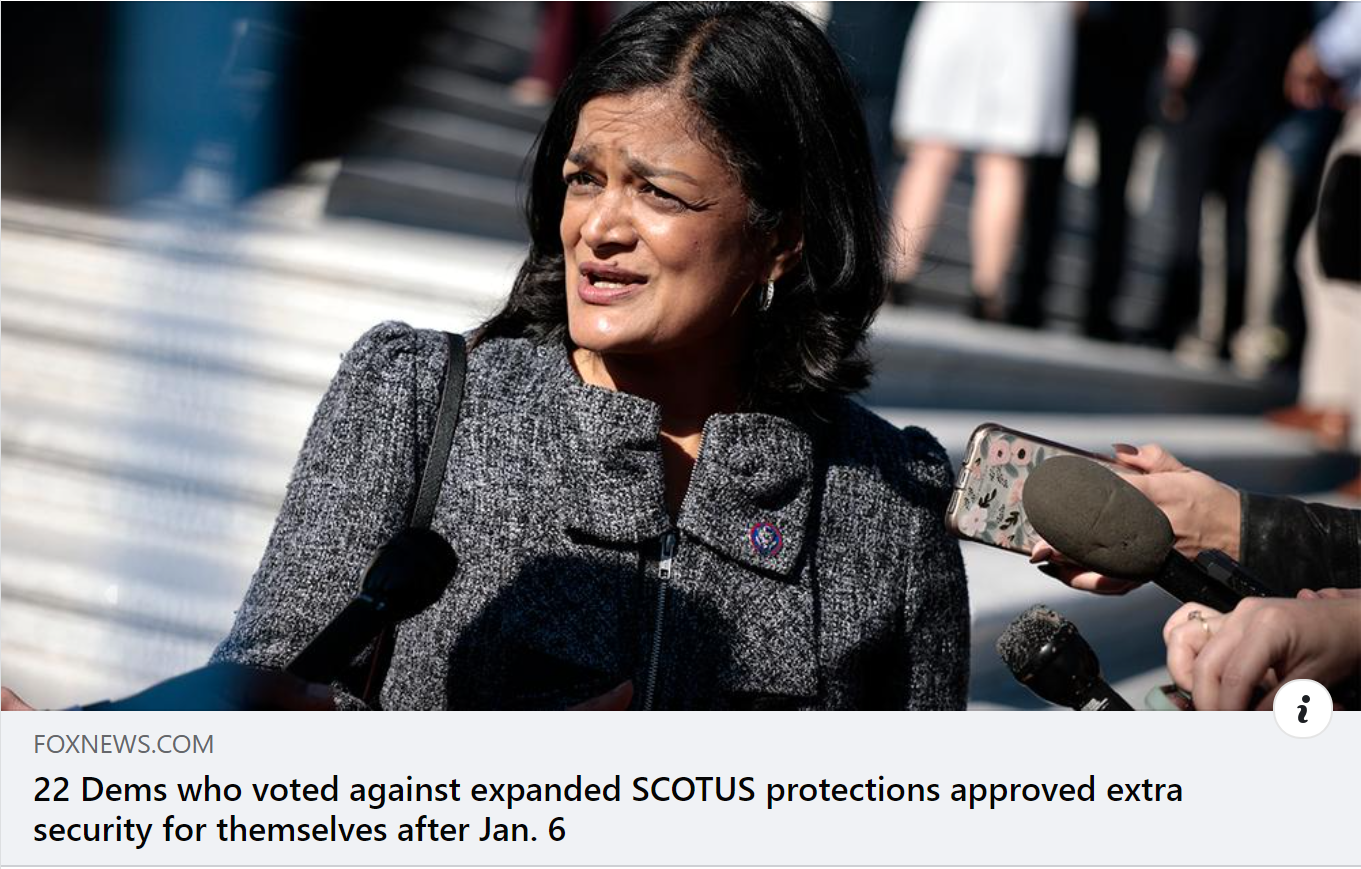 FOXNEWS.COM
22 Dems who voted against expanded SCOTUS protections approved extra
security for themselves after Jan. 6